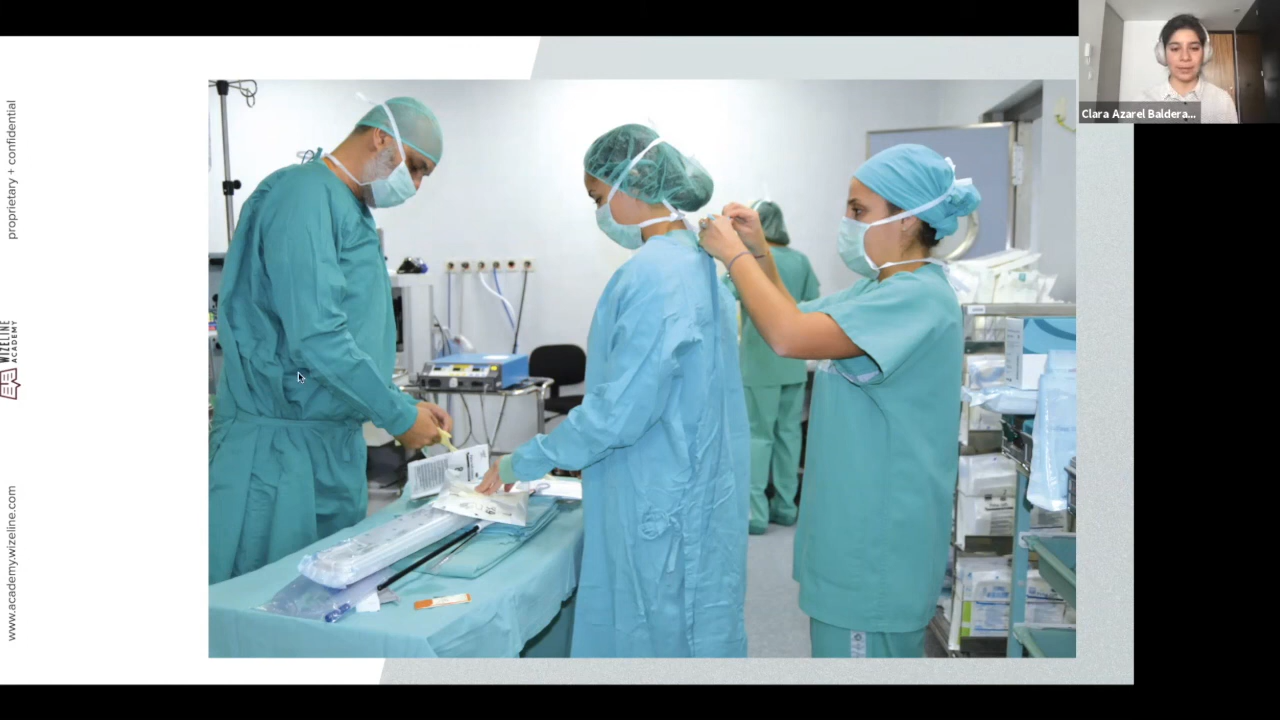 proprietary + confidential
WIZELINE
ACADEMY
www.academy.wizeline.com
Clara Azarel Baldera...